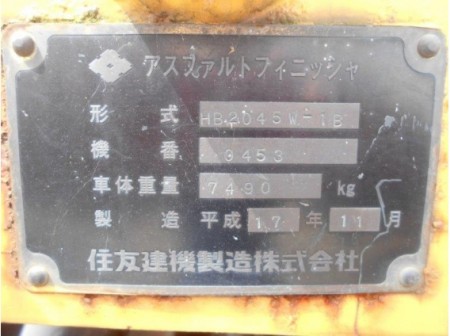 アスファルトフィニッシャ
形 式 HB2045W-1B
機 番 0453
車体重量 7490 kg
製 造 平成 17 年 11 月
住友建機製造株式会社